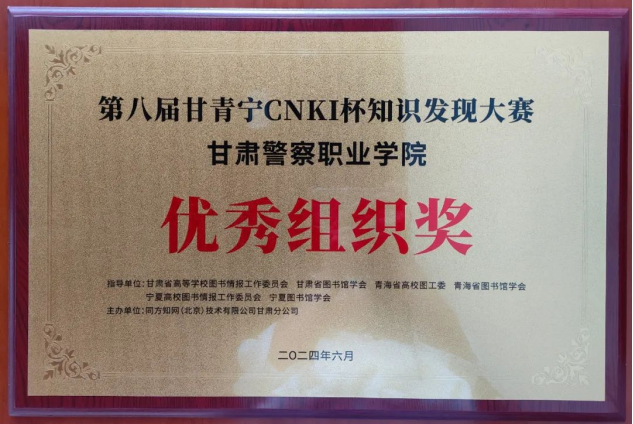 第八届甘青宁CNKI杯知识发现大赛
甘肃警察职业学院
优秀组织奖
指导单位:甘肃省高等学校图书情报工作委员会 甘肃省图书馆学会 青海省高校图工委 青海省图书馆学会
宁夏高校图书情报工作委员会 宁夏图书馆学会
主办单位:同方知网(北京)技术有限公司甘肃分公司
二〇二四年六月